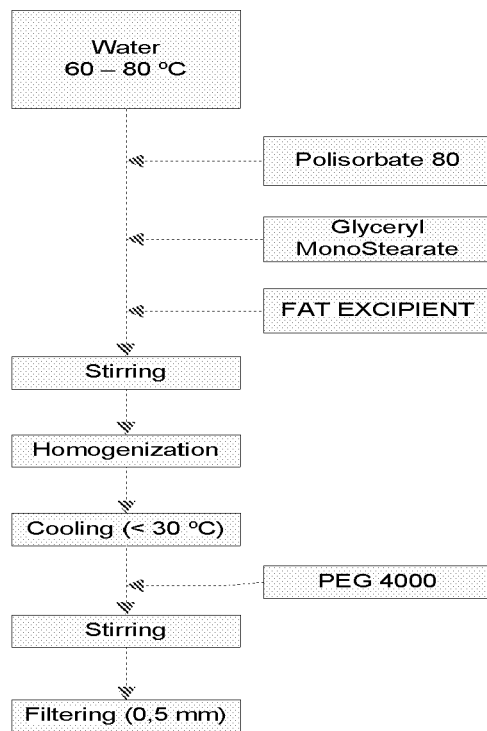 Water
60 – 80 ºC
Polisorbate 80
Glyceryl
MonoStearate
FAT EXCIPIENT
Stirring
Homogenization
Cooling (< 30 ºC)
PEG 4000
Stirring
Filtering (0,5 mm)